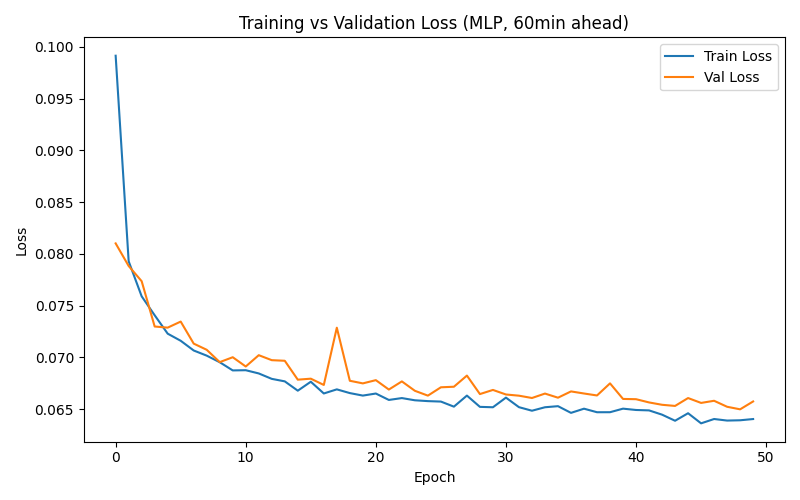 Training vs Validation Loss (MLP, 60min ahead)
Train Loss
Val Loss
0.100
0.095
0.090
0.085
0.080
0.075
0.070
0.065
Loss
0 10 20 30 40 50
Epoch